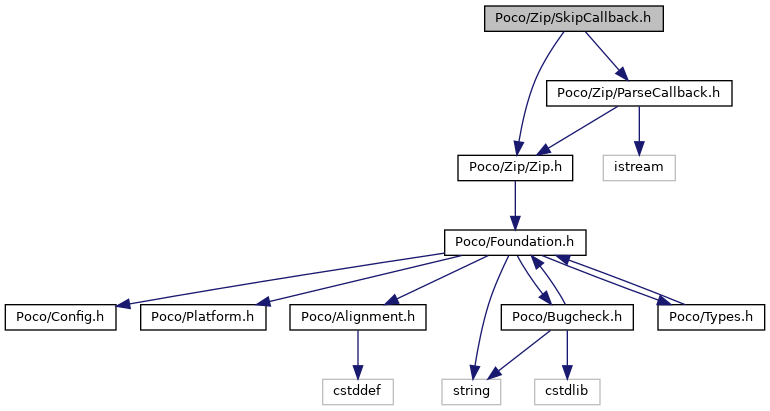 Poco/Zip/SkipCallback.h
Poco/Zip/ParseCallback.h
Poco/Zip/Zip.h
istream
Poco/Foundation.h
Poco/Config.h
Poco/Platform.h
Poco/Alignment.h
Poco/Bugcheck.h
Poco/Types.h
cstddef
string
cstdlib